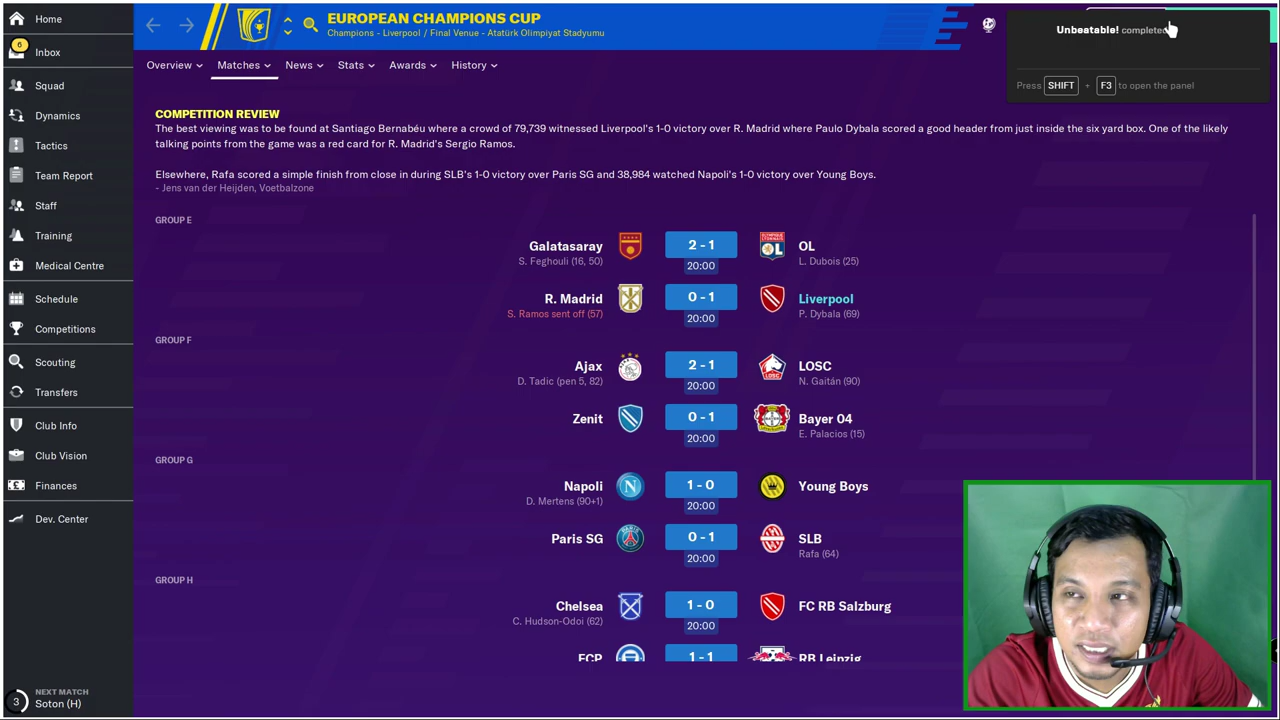 Home
EUROPEAN CHAMPIONS CUP
Champions - Liverpool / Final Venue - Atatürk Olimpiyat Stadyumu
Unbeatable! completed
Press SHIFT + F3 to open the panel
6
Inbox
Overview Matches News Stats Awards History
Squad
Dynamics
Tactics
Team Report
Staff
Training
Medical Centre
Schedule
Competitions
Scouting
Transfers
Club Info
Club Vision
Finances
Dev. Center
3
NEXT MATCH
Soton (H)
COMPETITION REVIEW
The best viewing was to be found at Santiago Bernabéu where a crowd of 79,739 witnessed Liverpool's 1-0 victory over R. Madrid where Paulo Dybala scored a good header from just inside the six yard box. One of the likely
talking points from the game was a red card for R. Madrid's Sergio Ramos.
Elsewhere, Rafa scored a simple finish from close in during SLB's 1-0 victory over Paris SG and 38,984 watched Napoli's 1-0 victory over Young Boys.
- Jens van der Heijden, Voetbalzone
GROUP E
Galatasaray 2 - 1 OL
S. Feghouli (16, 50) 20:00 L. Dubois (25)
R. Madrid 0 - 1 Liverpool
S. Ramos sent off (57) 20:00 P. Dybala (69)
GROUP F
Ajax 2 - 1 LOSC
D. Tadic (pen 5, 82) 20:00 N. Gaitán (90)
Zenit 0 - 1 Bayer 04
20:00 E. Palacios (15)
GROUP G
Napoli 1 - 0 Young Boys
D. Mertens (90+1) 20:00
Paris SG 0 - 1 SLB
20:00 Rafa (64)
GROUP H
Chelsea 1 - 0 FC RB Salzburg
C. Hudson-Odoi (62) 20:00
FCP 1 - 1 RB Leipzig